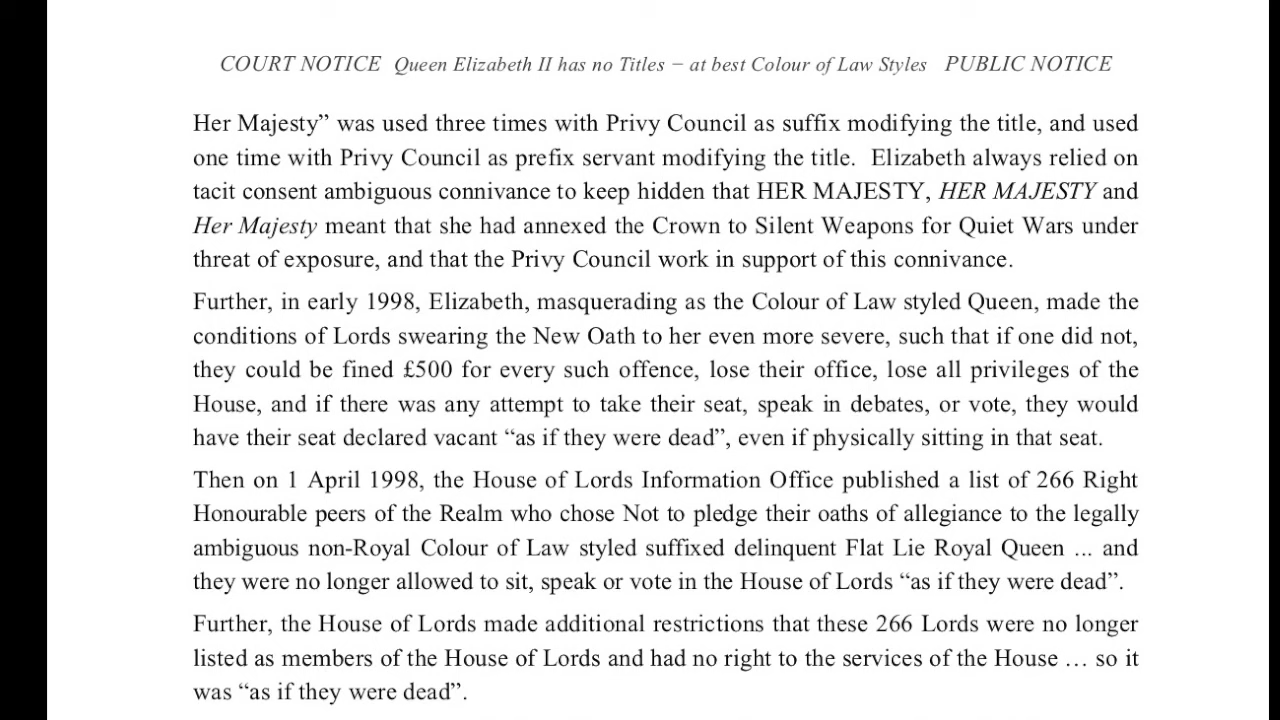 COURT NOTICE Queen Elizabeth II has no Titles − at best Colour of Law Styles PUBLIC NOTICE
Her Majesty” was used three times with Privy Council as suffix modifying the title, and used
one time with Privy Council as prefix servant modifying the title. Elizabeth always relied on
tacit consent ambiguous connivance to keep hidden that HER MAJESTY, HER MAJESTY and
Her Majesty meant that she had annexed the Crown to Silent Weapons for Quiet Wars under
threat of exposure, and that the Privy Council work in support of this connivance.
Further, in early 1998, Elizabeth, masquerading as the Colour of Law styled Queen, made the
conditions of Lords swearing the New Oath to her even more severe, such that if one did not,
they could be fined £500 for every such offence, lose their office, lose all privileges of the
House, and if there was any attempt to take their seat, speak in debates, or vote, they would
have their seat declared vacant “as if they were dead”, even if physically sitting in that seat.
Then on 1 April 1998, the House of Lords Information Office published a list of 266 Right
Honourable peers of the Realm who chose Not to pledge their oaths of allegiance to the legally
ambiguous non-Royal Colour of Law styled suffixed delinquent Flat Lie Royal Queen ... and
they were no longer allowed to sit, speak or vote in the House of Lords “as if they were dead”.
Further, the House of Lords made additional restrictions that these 266 Lords were no longer
listed as members of the House of Lords and had no right to the services of the House … so it
was “as if they were dead”.